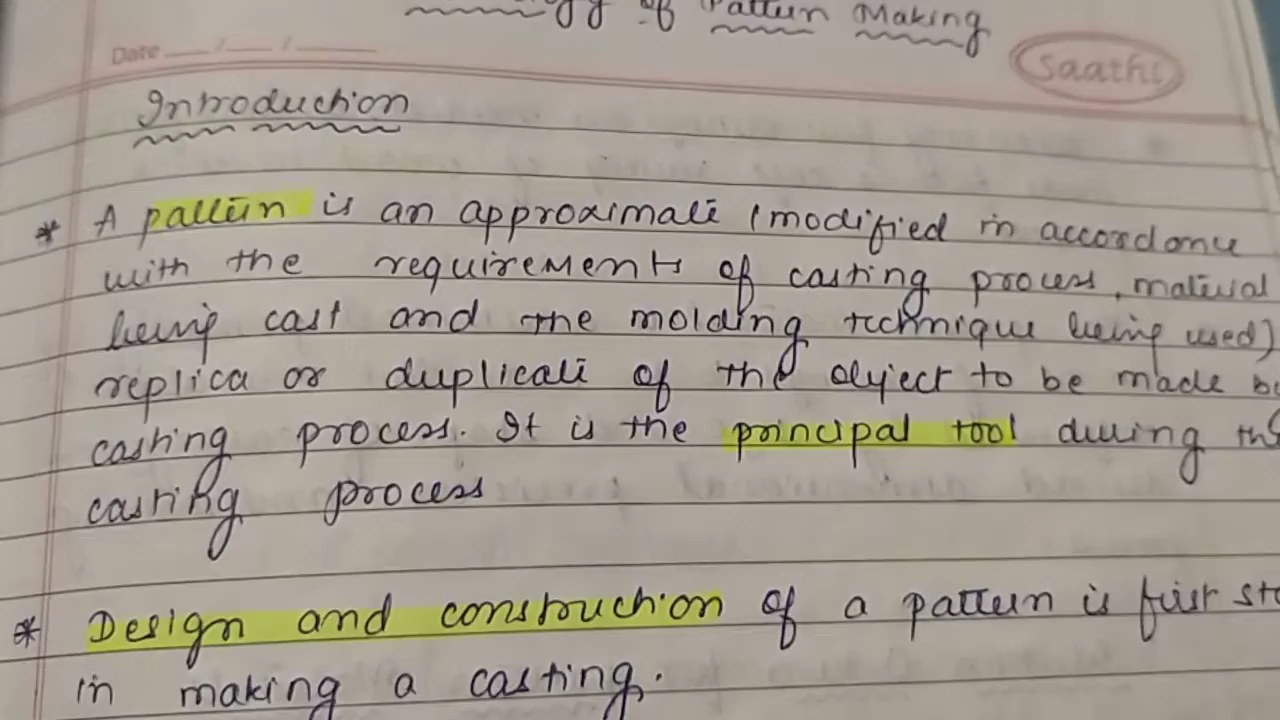 of Pattern Making
Date
Saathi
Introduction
* A pattern is an approximate (modified in accordance
with the requirements of casting process, material
being cast and the molding technique being used)
replica or duplicate of the object to be made
casting process. It is the principal tool during
casting process
* Design and construction of a pattern is first
in making a casting.